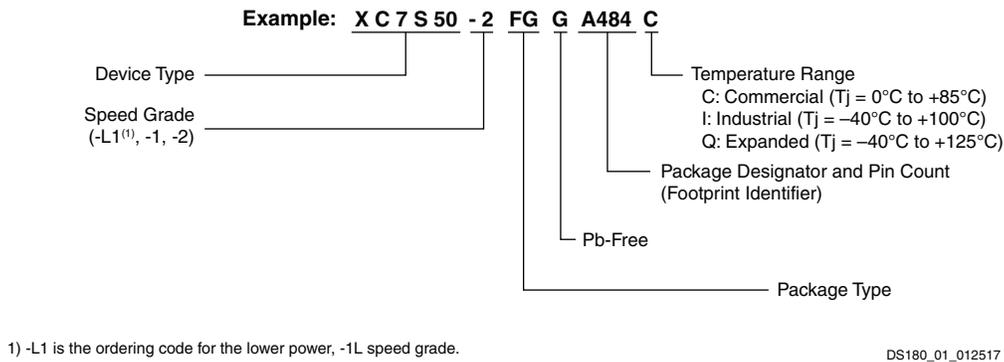 Example: X C 7 S 50 - 2 FG G A484 C
Device Type
Speed Grade
(-L1(1), -1, -2)
Temperature Range
C: Commercial (Tj = 0°C to +85°C)
I: Industrial (Tj = –40°C to +100°C)
Q: Expanded (Tj = –40°C to +125°C)
Package Designator and Pin Count
(Footprint Identifier)
Pb-Free
Package Type
1) -L1 is the ordering code for the lower power, -1L speed grade.
DS180_01_012517